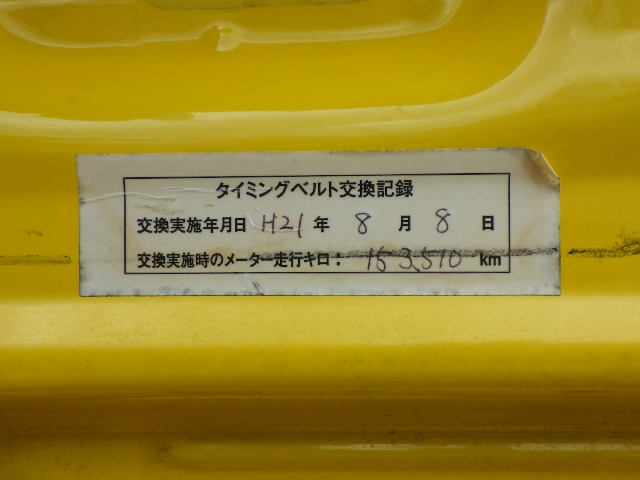 タイミングベルト交換記録
交換実施年月日 H21 年 8 月 8 日
交換実施時のメーター走行キロ： 153,510 km